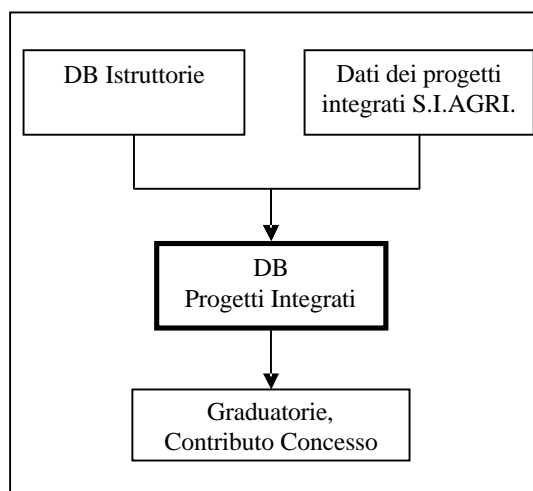 DB Istruttorie
Dati dei progetti
integrati S.I.AGRI.
DB
Progetti Integrati
Graduatorie,
Contributo Concesso